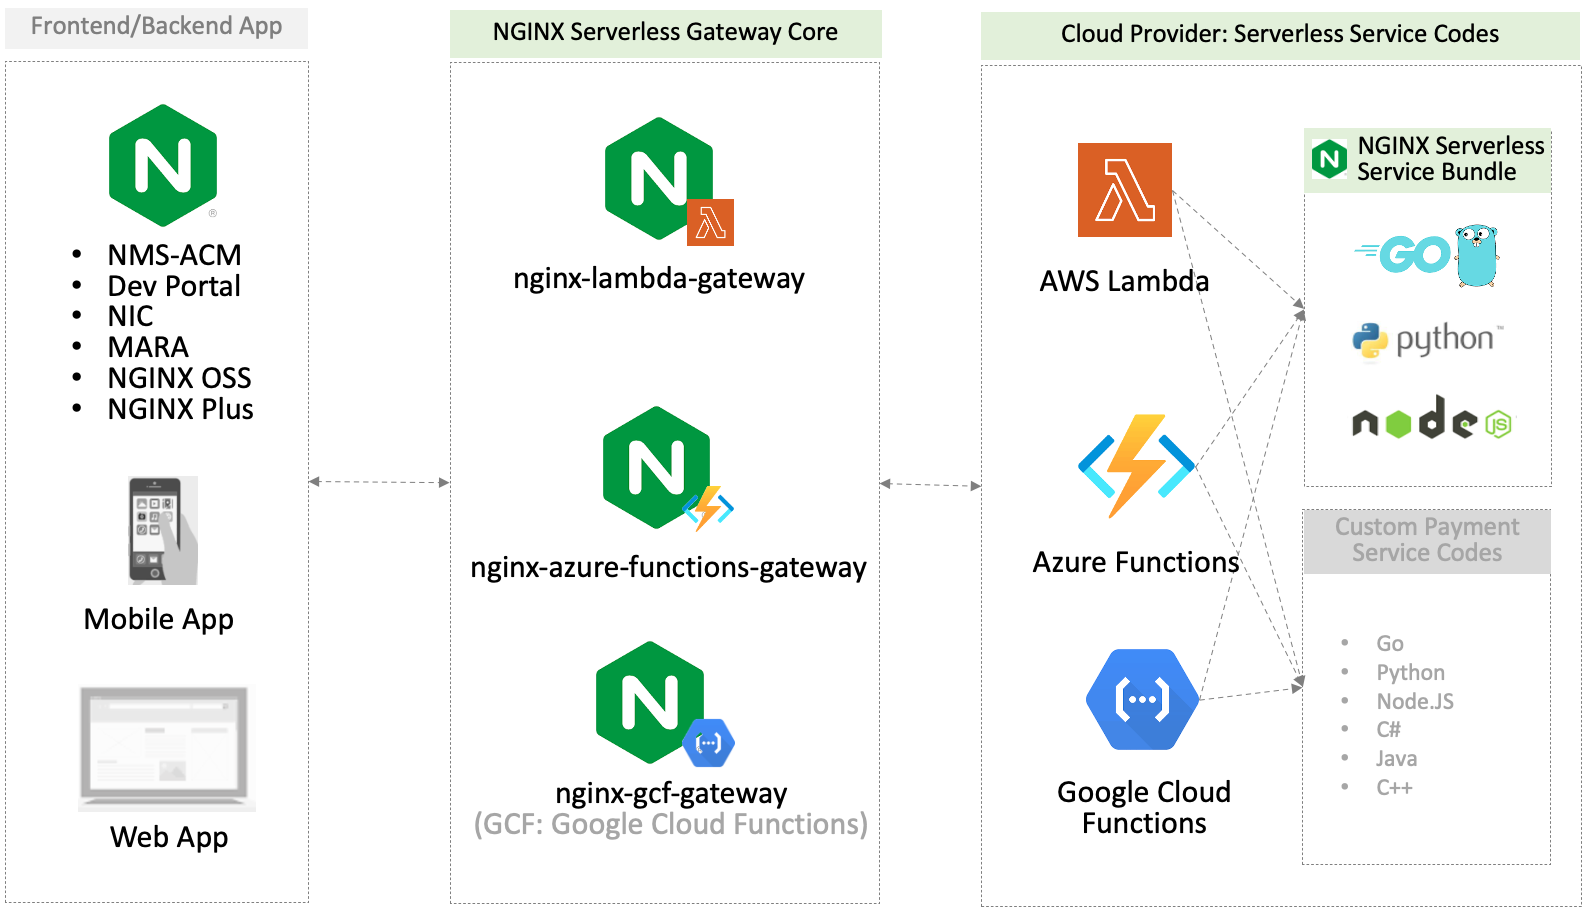 Frontend/Backend App
N
®
• NMS-ACM
• Dev Portal
• NIC
• MARA
• NGINX OSS
• NGINX Plus
Mobile App
Web App
NGINX Serverless Gateway Core
N
nginx-lambda-gateway
N
nginx-azure-functions-gateway
N
nginx-gcf-gateway
(GCF: Google Cloud Functions)
Cloud Provider: Serverless Service Codes
AWS Lambda
Azure Functions
Google Cloud
Functions
N
NGINX Serverless
Service Bundle
GO
python™
node
JS
Custom Payment
Service Codes
• Go
• Python
• Node.JS
• C#
• Java
• C++